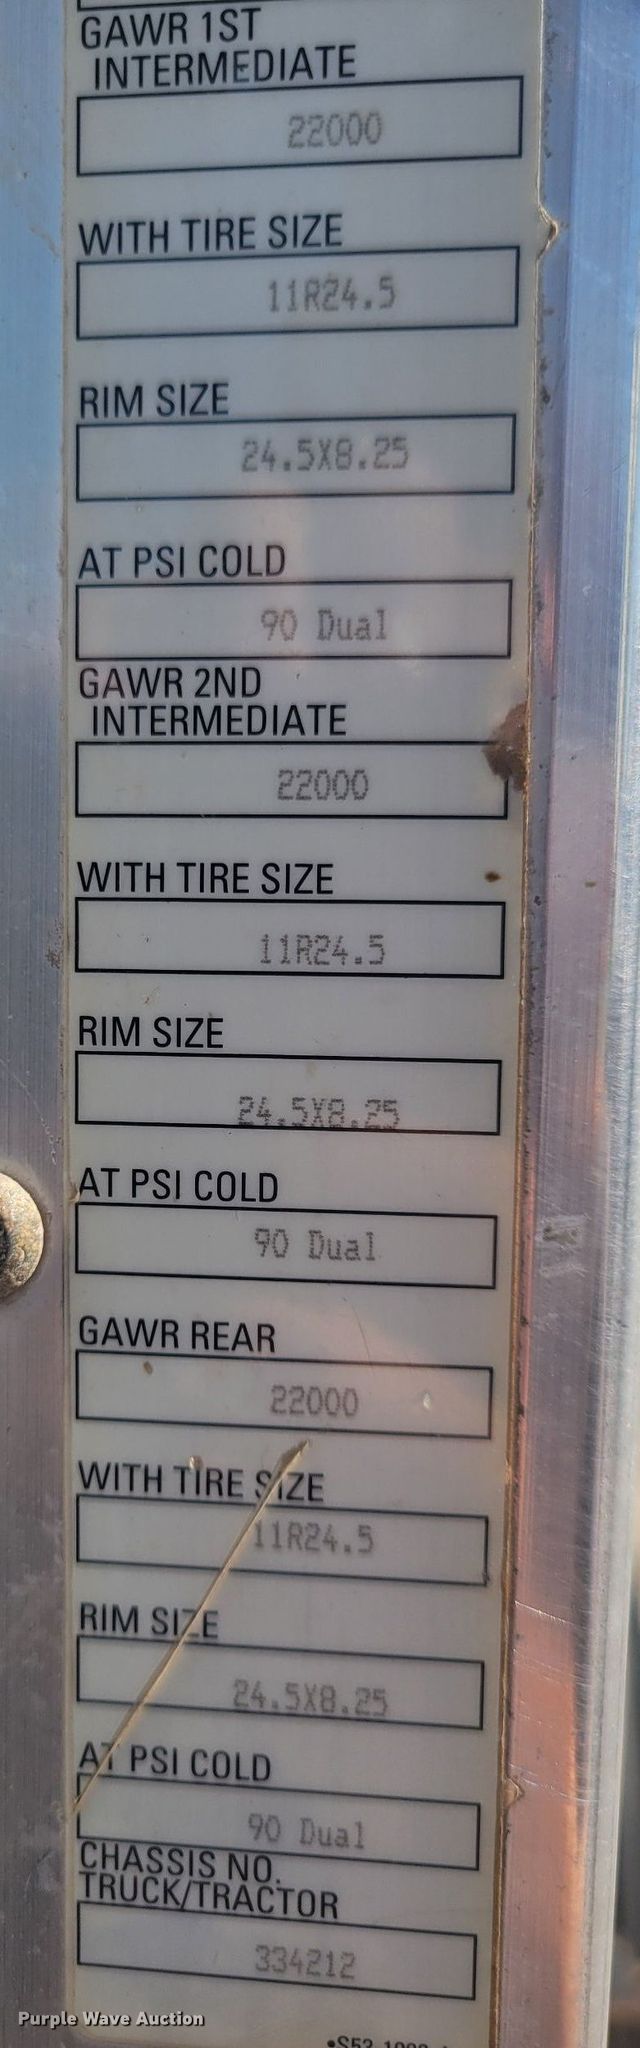 GAWR 1ST
INTERMEDIATE
22000
WITH TIRE SIZE
11R24.5
RIM SIZE
24.5X8.25
AT PSI COLD
90 Dual
GAWR 2ND
INTERMEDIATE
22000
WITH TIRE SIZE
11R24.5
RIM SIZE
24.5X8.25
AT PSI COLD
90 Dual
GAWR REAR
22000
WITH TIRE SIZE
11R24.5
RIM SIZE
24.5X8.25
AT PSI COLD
90 Dual
CHASSIS NO.
TRUCK/TRACTOR
334212
Purple Wave Auction